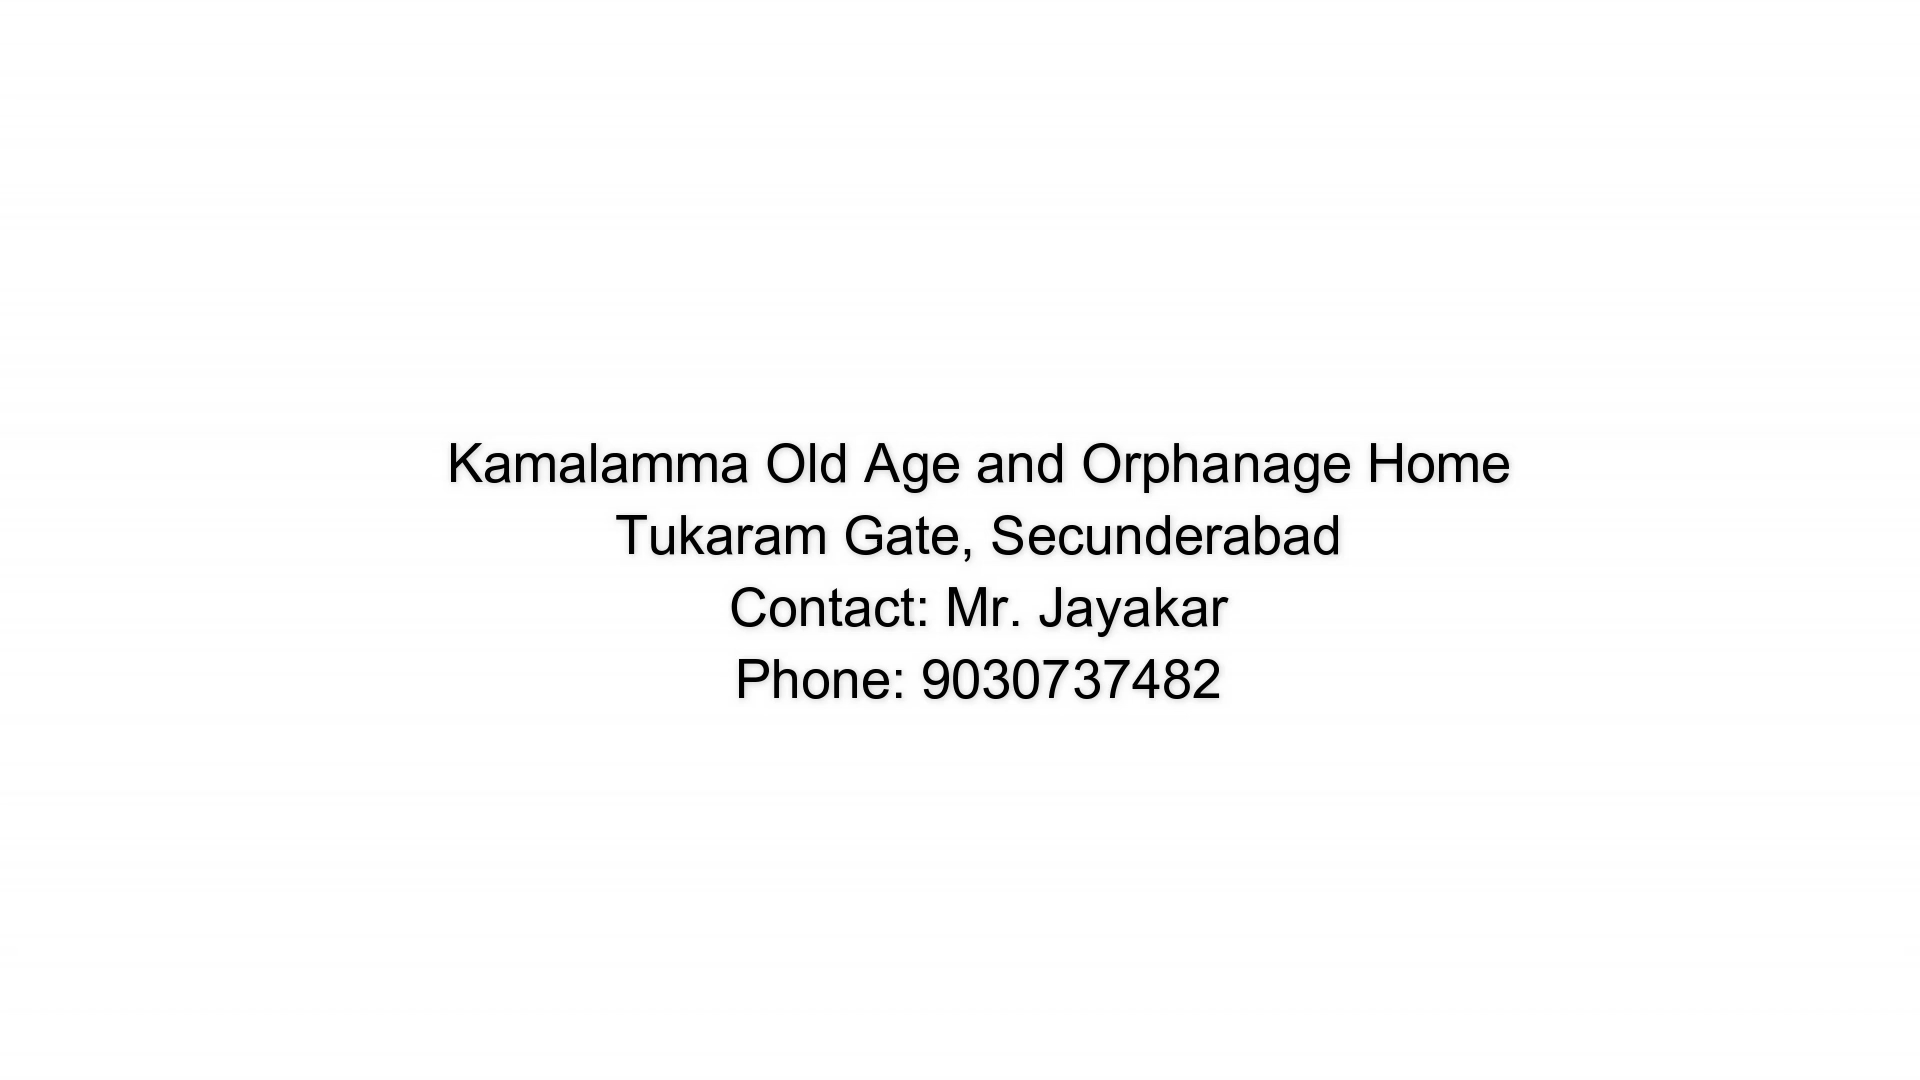 Kamalamma Old Age and Orphanage Home
Tukaram Gate, Secunderabad
Contact: Mr. Jayakar
Phone: 9030737482